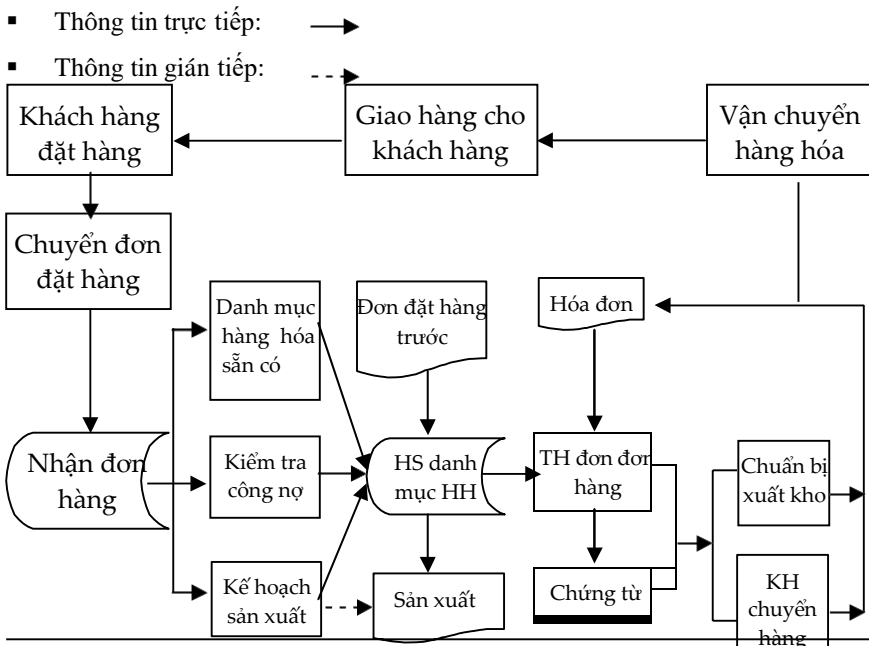 ▪ Thông tin trực tiếp:
▪ Thông tin gián tiếp:
Khách hàng
đặt hàng
Giao hàng cho
khách hàng
Vận chuyển
hàng hóa
Chuyển đơn
đặt hàng
Danh mục
hàng hóa
sẵn có
Đơn đặt hàng
trước
Hóa đơn
Nhận đơn
hàng
Kiểm tra
công nợ
HS danh
mục HH
TH đơn đơn
hàng
Chuẩn bị
xuất kho
Kế hoạch
sản xuất
Sản xuất
Chứng từ
KH
chuyển
hàng